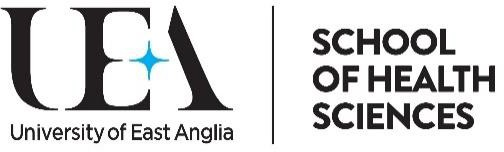 UEA
University of East Anglia
SCHOOL
OF HEALTH
SCIENCES